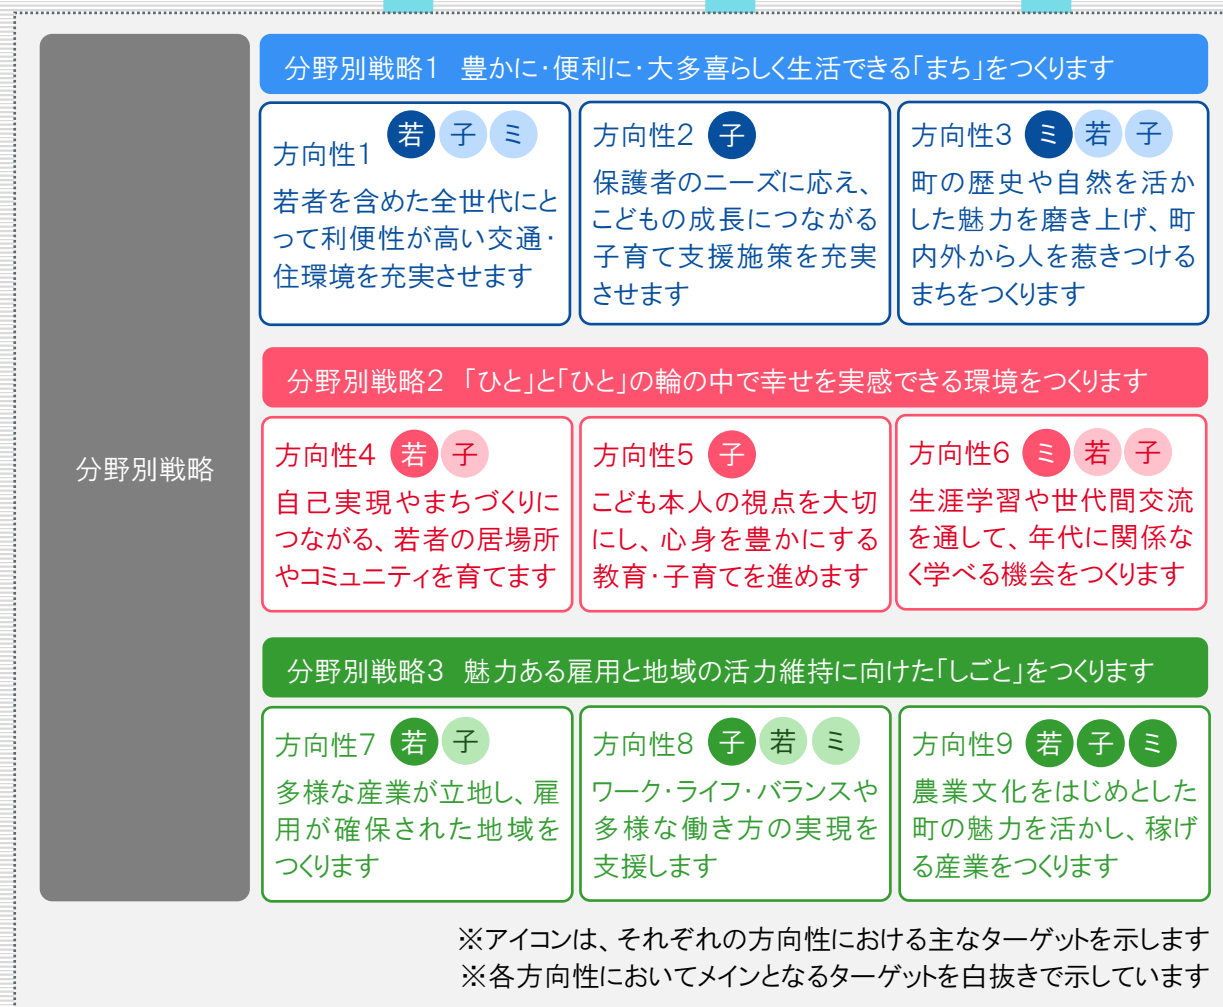 分野別戦略
分野別戦略1 豊かに･便利に･大多喜らしく生活できる｢まち｣をつくります
方向性1 若 子 ミ
若者を含めた全世代にと
って利便性が高い交通･
住環境を充実させます
方向性2 子
保護者のニーズに応え、
こどもの成長につながる
子育て支援施策を充実
させます
方向性3 ミ 若 子
町の歴史や自然を活か
した魅力を磨き上げ、町
内外から人を惹きつける
まちをつくります
分野別戦略2 ｢ひと｣と｢ひと｣の輪の中で幸せを実感できる環境をつくります
方向性4 若 子
自己実現やまちづくりに
つながる、若者の居場所
やコミュニティを育てます
方向性5 子
こども本人の視点を大切
にし、心身を豊かにする
教育･子育てを進めます
方向性6 ミ 若 子
生涯学習や世代間交流
を通して、年代に関係な
く学べる機会をつくります
分野別戦略3 魅力ある雇用と地域の活力維持に向けた｢しごと｣をつくります
方向性7 若 子
多様な産業が立地し、雇
用が確保された地域を
つくります
方向性8 子 若 ミ
ワーク･ライフ･バランスや
多様な働き方の実現を
支援します
方向性9 若 子 ミ
農業文化をはじめとした
町の魅力を活かし、稼げ
る産業をつくります
※アイコンは、それぞれの方向性における主なターゲットを示します
※各方向性においてメインとなるターゲットを白抜きで示しています